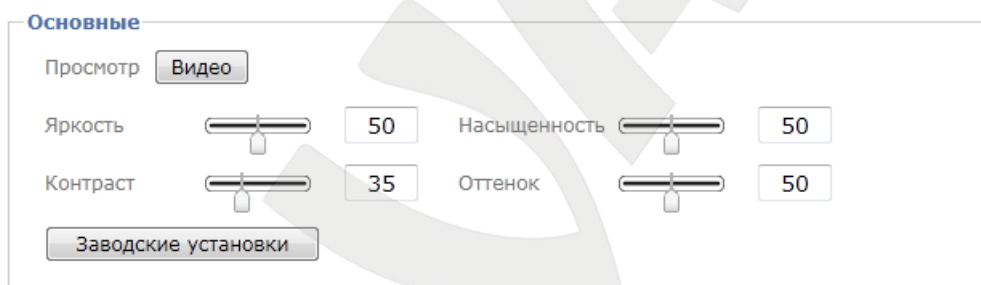 Основные
Просмотр Видео
Яркость 50 Насыщенность 50
Контраст 35 Оттенок 50
Заводские установки